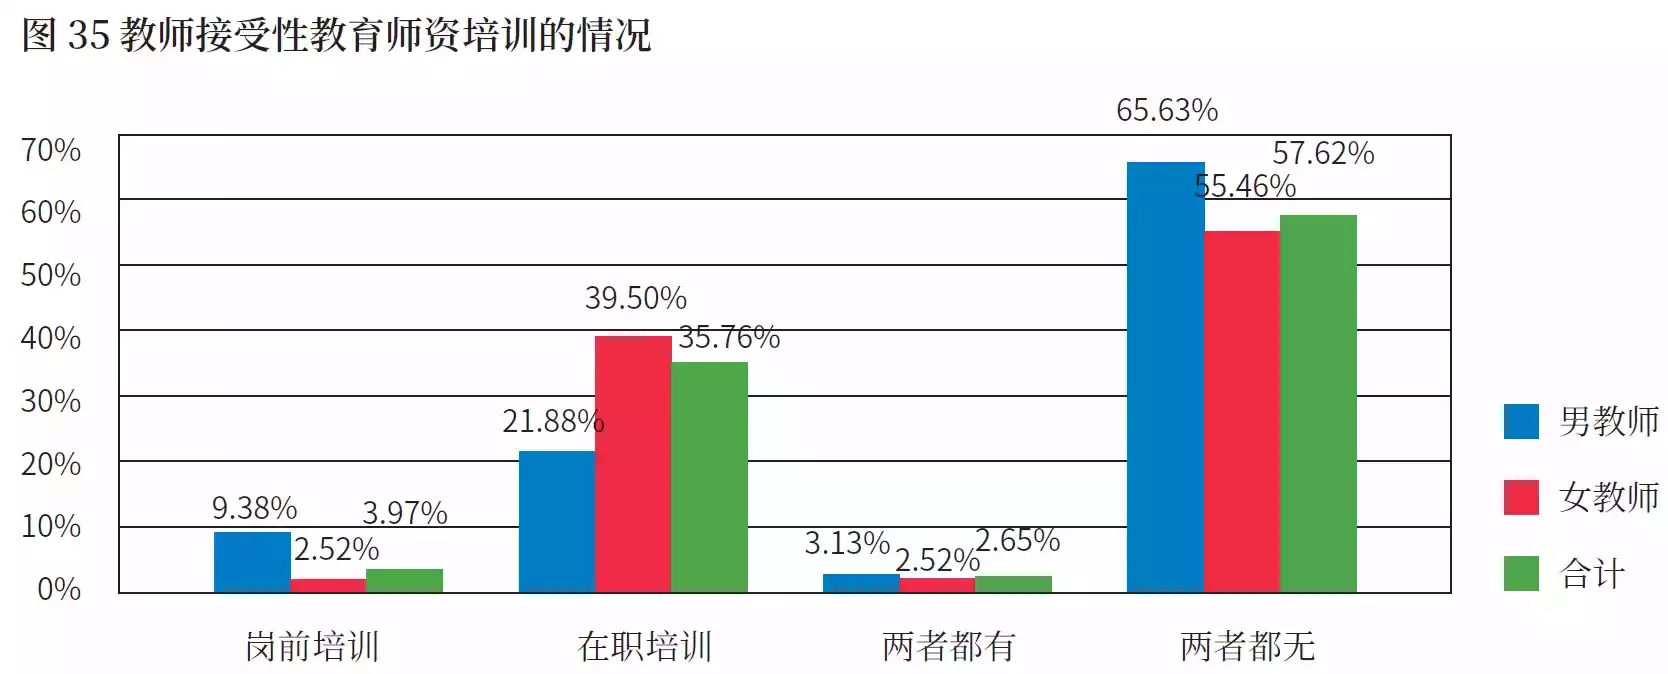 图 35 教师接受性教育师资培训的情况
70%
60%
50%
40%
30%
20%
10%
0%
9.38%
2.52%
3.97%
21.88%
39.50%
35.76%
3.13%
2.52%
2.65%
65.63%
55.46%
57.62%
岗前培训
在职培训
两者都有
两者都无
男教师
女教师
合计